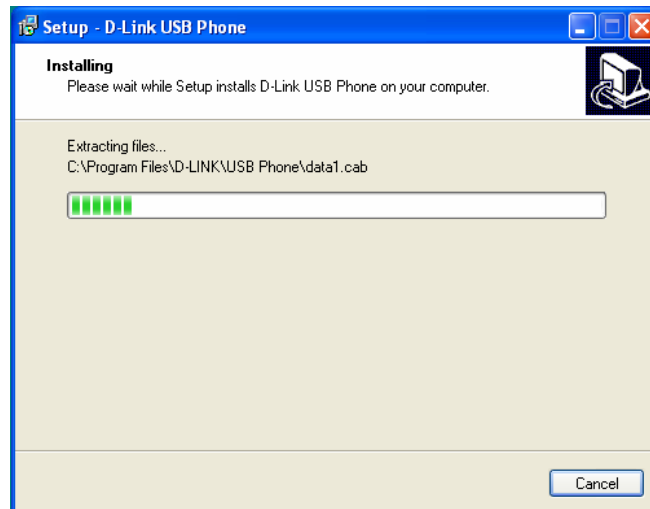 Setup - D-Link USB Phone
Installing
Please wait while Setup installs D-Link USB Phone on your computer.
Extracting files...
C:\Program Files\D-LINK\USB Phone\data1.cab
Cancel